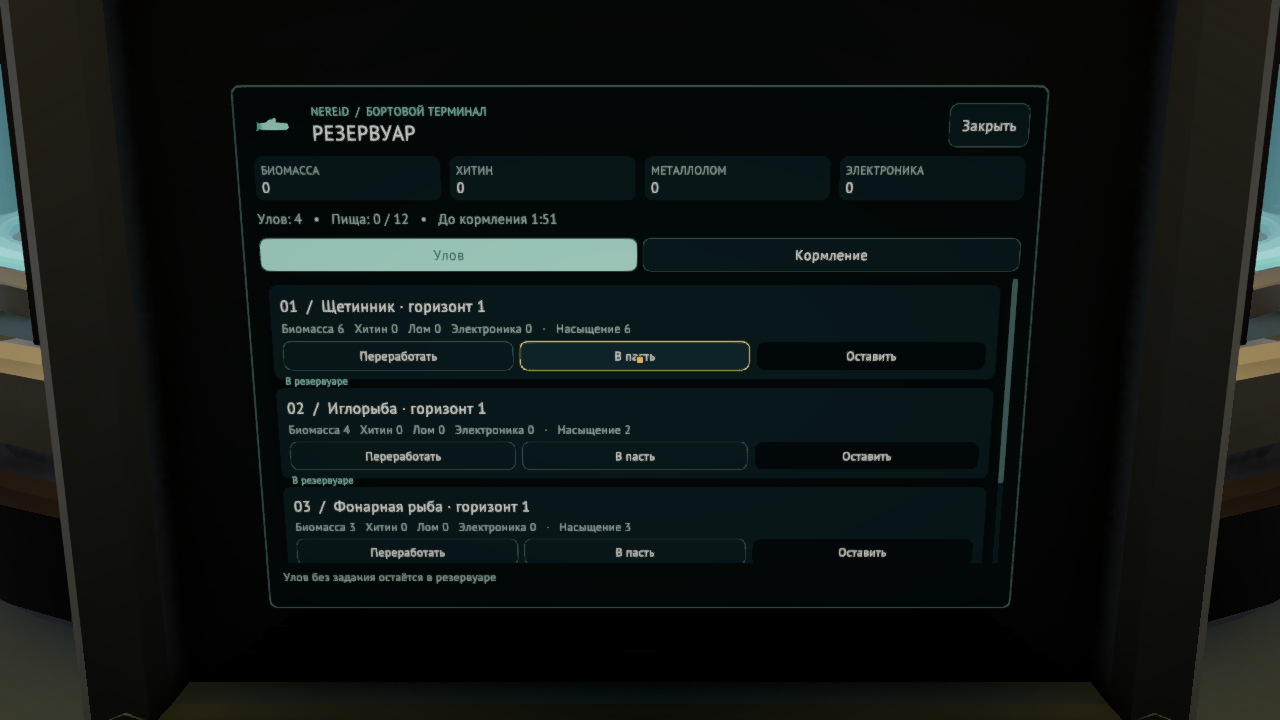 NEREID / БОРТОВОЙ ТЕРМИНАЛ
РЕЗЕРВУАР
Закрыть
БИОМАССА ХИТИН МЕТАЛЛОЛОМ ЭЛЕКТРОНИКА
0 0 0 0
Улов: 4 • Пища: 0 / 12 • До кормления 1:51
Улов Кормление
01 / Щетинник · горизонт 1
Биомасса 6 Хитин 0 Лом 0 Электроника 0 · Насыщение 6
Переработать В пасть Оставить
В резервуаре
02 / Иглорыба · горизонт 1
Биомасса 4 Хитин 0 Лом 0 Электроника 0 · Насыщение 2
Переработать В пасть Оставить
В резервуаре
03 / Фонарная рыба · горизонт 1
Биомасса 3 Хитин 0 Лом 0 Электроника 0 · Насыщение 3
Переработать В пасть Оставить
Улов без задания остаётся в резервуаре